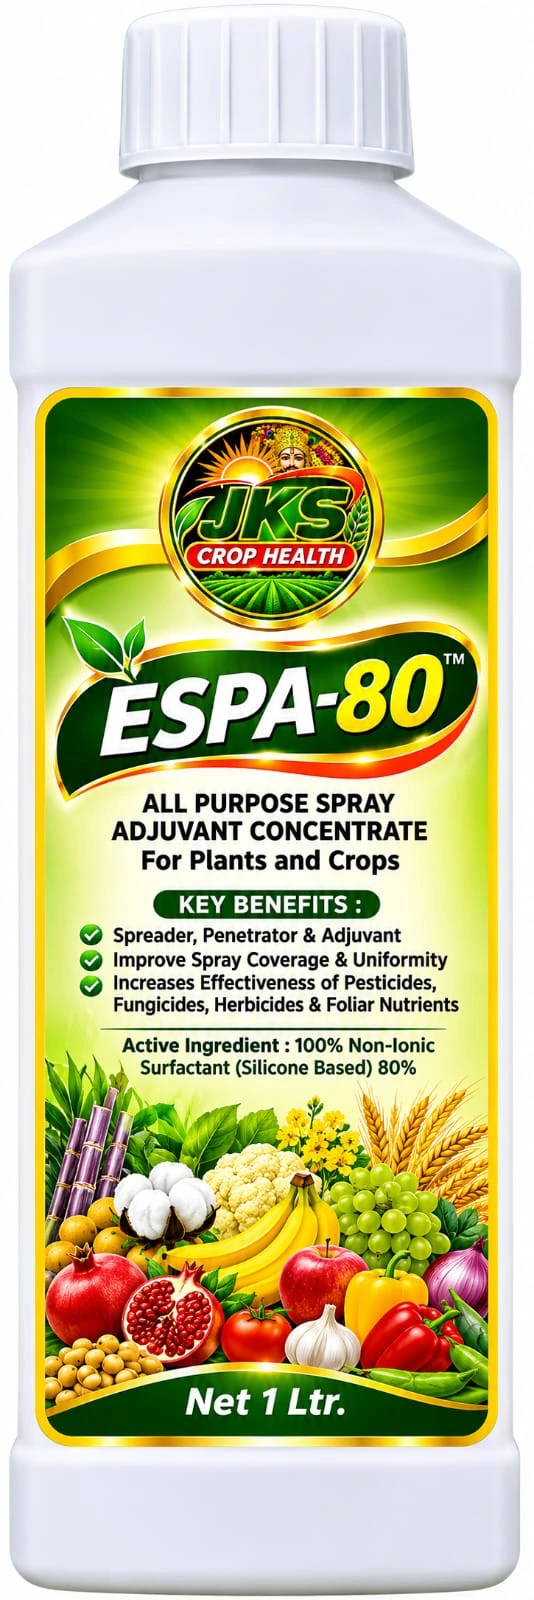 JKS
CROP HEALTH
ESPA-80™
ALL PURPOSE SPRAY
ADJUVANT CONCENTRATE
For Plants and Crops
KEY BENEFITS :
Spreader, Penetrator & Adjuvant
Improve Spray Coverage & Uniformity
Increases Effectiveness of Pesticides,
Fungicides, Herbicides & Foliar Nutrients
Active Ingredient : 100% Non-Ionic
Surfactant (Silicone Based) 80%
Net 1 Ltr.